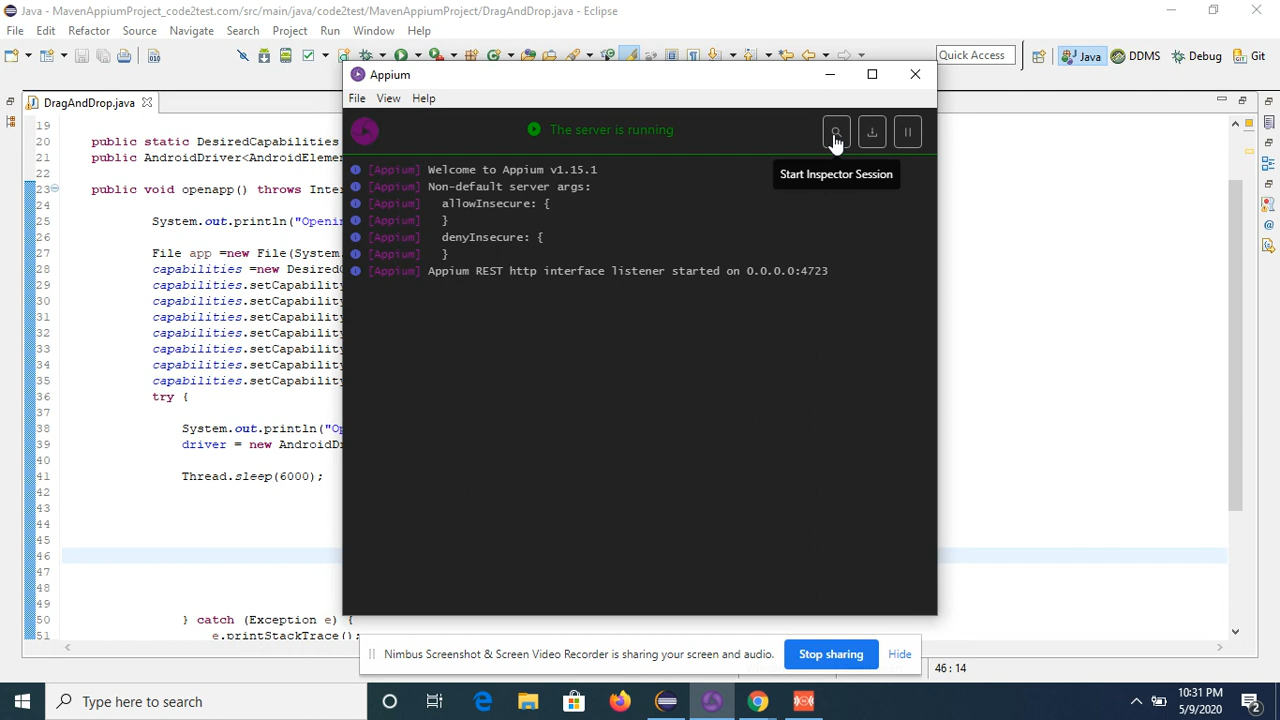 Java - MavenAppiumProject_code2test.com/src/main/java/code2test/MavenAppiumProject/DragAndDrop.java - Eclipse
File Edit Refactor Source Navigate Search Project Run Window Help
Quick Access Java DDMS Debug Git
DragAndDrop.java
Appium
File View Help
The server is running
Start Inspector Session
[Appium] Welcome to Appium v1.15.1
[Appium] Non-default server args:
[Appium] allowInsecure: {
[Appium] }
[Appium] denyInsecure: {
[Appium] }
[Appium] Appium REST http interface listener started on 0.0.0.0:4723
19
20 public static DesiredCapabilities
21 public AndroidDriver<AndroidElem
22
23 public void openapp() throws Inte
24
25 System.out.println("Openin
26
27 File app =new File(System.
28 capabilities =new DesiredC
29 capabilities.setCapability
30 capabilities.setCapability
31 capabilities.setCapability
32 capabilities.setCapability
33 capabilities.setCapability
34 capabilities.setCapability
35 capabilities.setCapability
36 try {
37
38 System.out.println("Op
39 driver = new AndroidDr
40
41 Thread.sleep(6000);
42
43
44
45
46
47
48
49
50 } catch (Exception e) {
51 e.printStackTrace();
Nimbus Screenshot & Screen Video Recorder is sharing your screen and audio. Stop sharing Hide
46 : 14
Type here to search
10:31 PM
5/9/2020
2